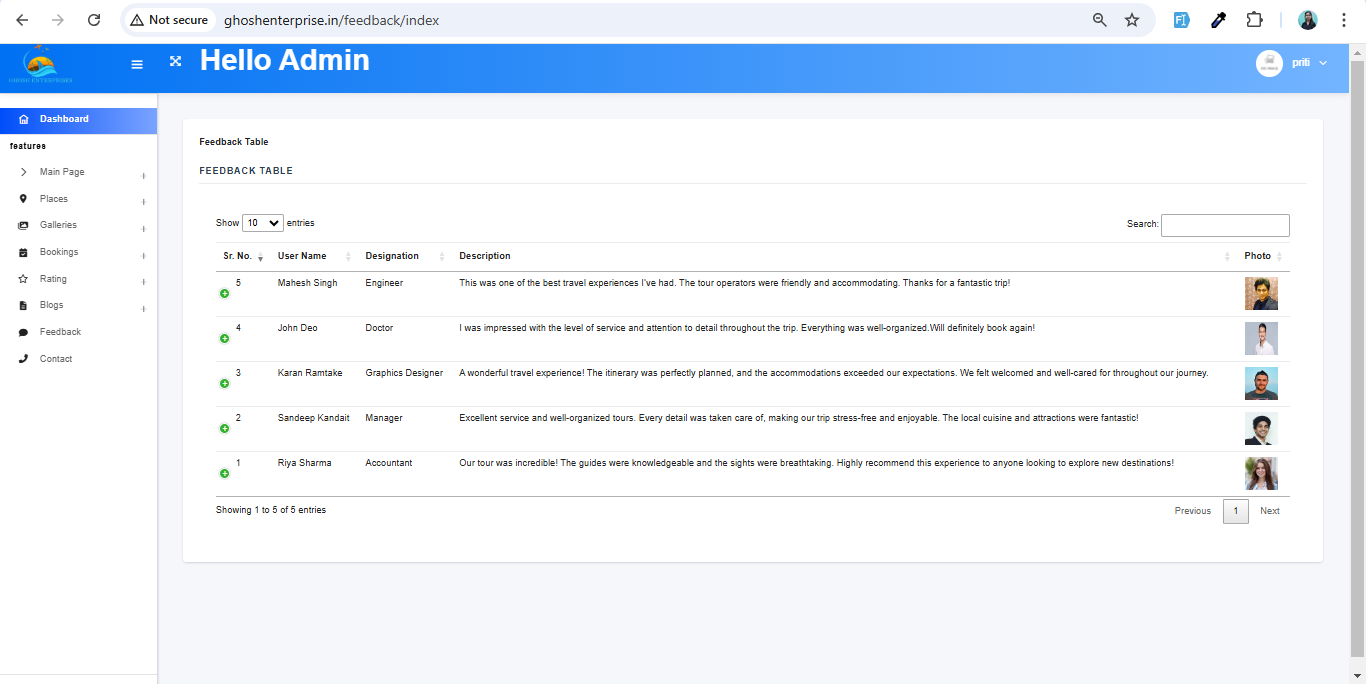 Not secure ghoshenterprise.in/feedback/index
GHOSH ENTERPRISE
Hello Admin
priti
Dashboard
features
Main Page
Places
Galleries
Bookings
Rating
Blogs
Feedback
Contact
Feedback Table
FEEDBACK TABLE
Show 10 entries
Search:
Sr. No. User Name Designation Description Photo
5 Mahesh Singh Engineer This was one of the best travel experiences I've had. The tour operators were friendly and accommodating. Thanks for a fantastic trip!
4 John Deo Doctor I was impressed with the level of service and attention to detail throughout the trip. Everything was well-organized.Will definitely book again!
3 Karan Ramtake Graphics Designer A wonderful travel experience! The itinerary was perfectly planned, and the accommodations exceeded our expectations. We felt welcomed and well-cared for throughout our journey.
2 Sandeep Kandait Manager Excellent service and well-organized tours. Every detail was taken care of, making our trip stress-free and enjoyable. The local cuisine and attractions were fantastic!
1 Riya Sharma Accountant Our tour was incredible! The guides were knowledgeable and the sights were breathtaking. Highly recommend this experience to anyone looking to explore new destinations!
Showing 1 to 5 of 5 entries
Previous 1 Next